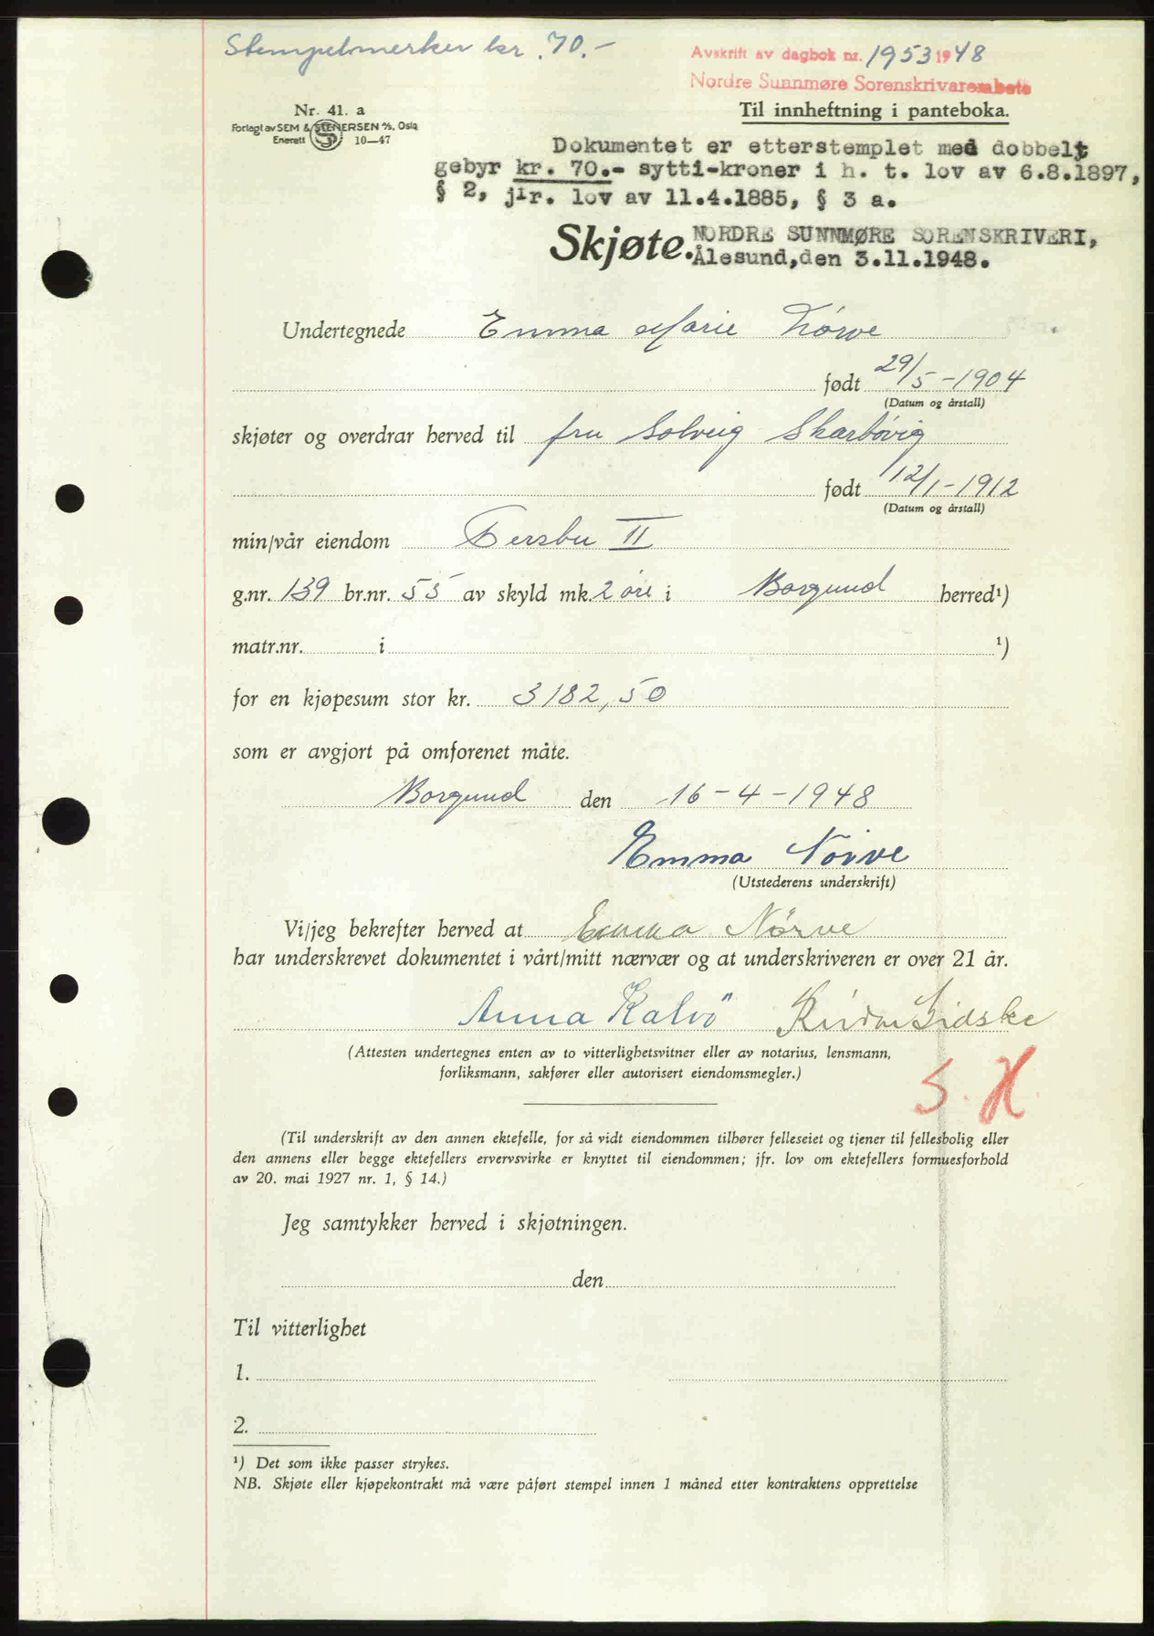 Stempelmerker kr. 70.-
Avskrift av dagbok nr. 1953 1948
Nordre Sunnmøre Sorenskrivarembete
Nr. 41. a
Forlagt av SEM & STENERSEN A/S, Oslo
Enerett 10—47
Til innheftning i panteboka.
Dokumentet er etterstemplet med dobbelt
gebyr kr. 70.- sytti-kroner i h. t. lov av 6.8.1897,
§ 2, jfr. lov av 11.4.1885, § 3 a.
Skjøte. NORDRE SUNNMØRE SORENSKRIVERI,
Ålesund, den 3.11.1948.
Undertegnede Emma Marie Nørve
født 29/5-1904
(Datum og årstall)
skjøter og overdrar herved til fru Solveig Skarbövig
født 12/1-1912
(Datum og årstall)
min/vår eiendom II
g.nr. 139 br.nr. 55 av skyld mk. 2 øre i Borgund herred¹)
matr.nr. i ¹)
for en kjøpesum stor kr. 3182,50
som er avgjort på omforenet måte.
Borgund den 16-4-1948
Emma Nörve
(Utstederens underskrift)
Vi/jeg bekrefter herved at Emma Nørve
har underskrevet dokumentet i vårt/mitt nærvær og at underskriveren er over 21 år.
Anna Kalvö Lidske
(Attesten undertegnes enten av to vitterlighetsvitner eller av notarius, lensmann,
forliksmann, sakfører eller autorisert eiendomsmegler.)
S. H.
(Til underskrift av den annen ektefelle, for så vidt eiendommen tilhører felleseiet og tjener til fellesbolig eller
den annens eller begge ektefellers ervervsvirke er knyttet til eiendommen; jfr. lov om ektefellers formuesforhold
av 20. mai 1927 nr. 1, § 14.)
Jeg samtykker herved i skjøtningen.
den
Til vitterlighet
1.
2.
¹) Det som ikke passer strykes.
NB. Skjøte eller kjøpekontrakt må være påført stempel innen 1 måned etter kontraktens opprettelse